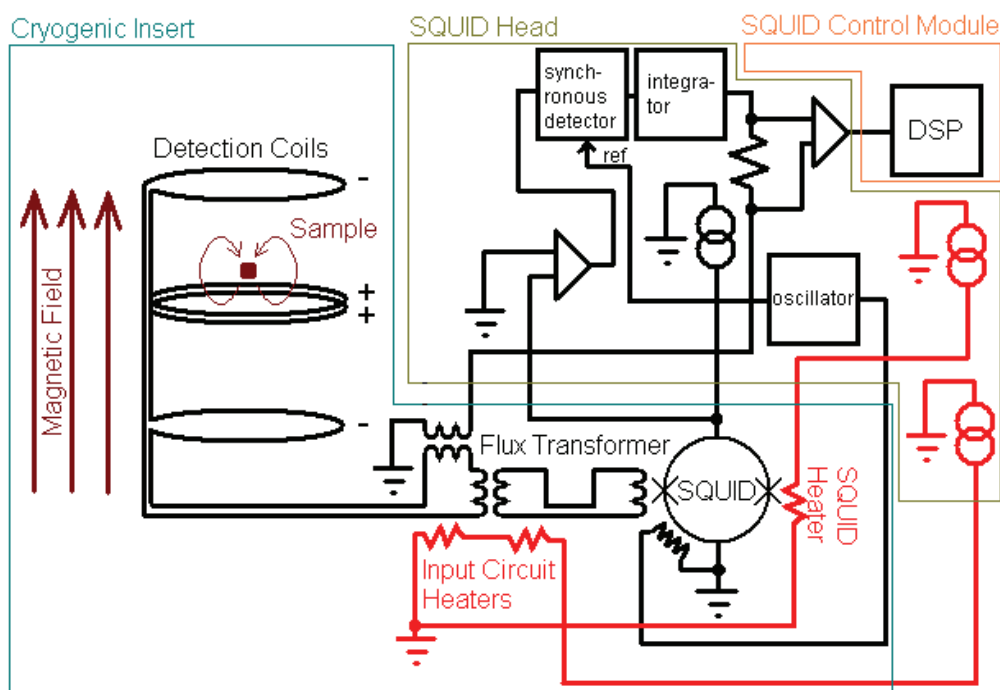 Cryogenic Insert
SQUID Head
SQUID Control Module
synch-
ronous
detector
integra-
tor
DSP
ref
Detection Coils
-
Sample
Magnetic Field
+
+
oscillator
-
Flux Transformer
SQUID
SQUID
Heater
Input Circuit
Heaters